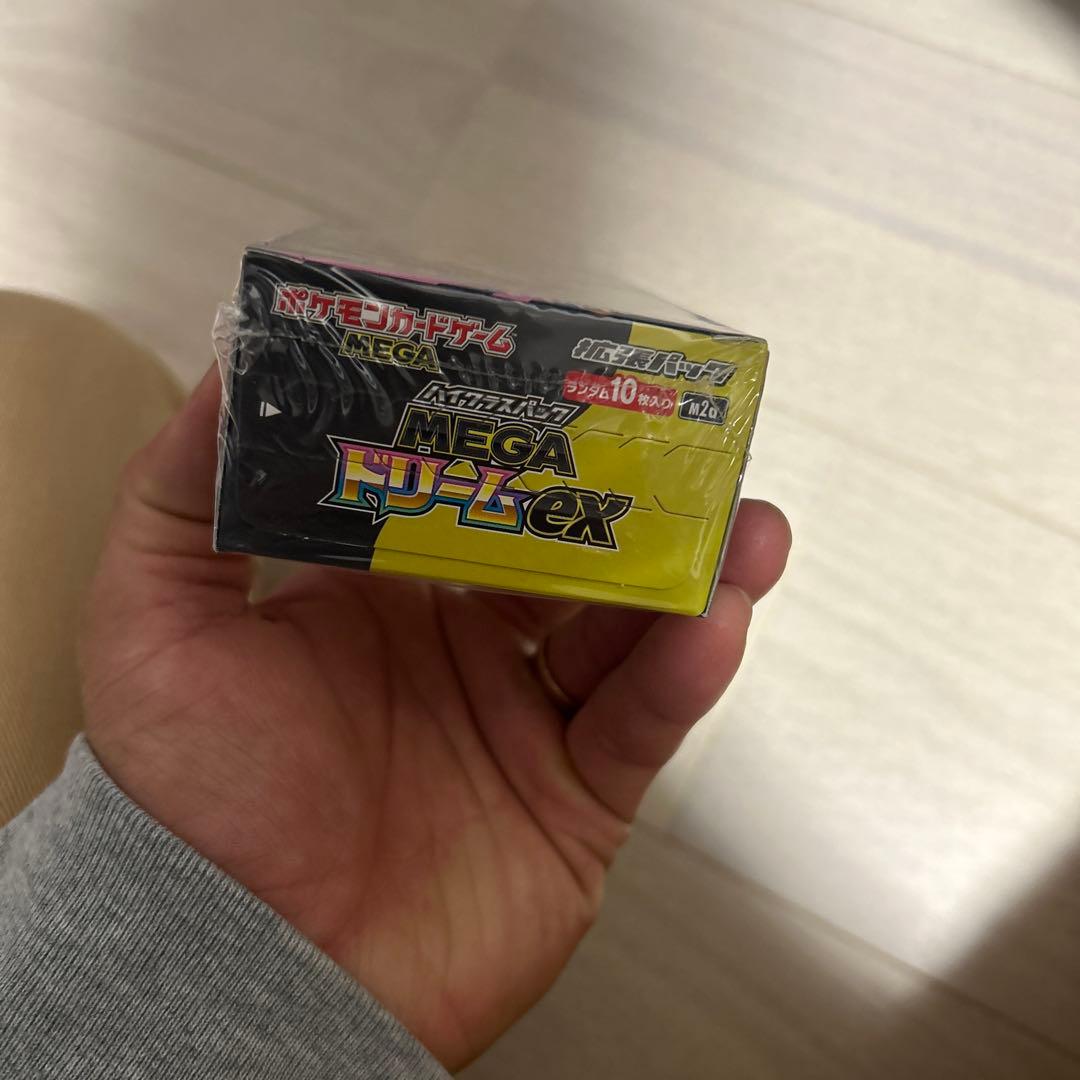 ポケモンカードゲーム
MEGA
拡張パック
ランダム10枚入り
M2a
ハイクラスパック
MEGA
ドリームex